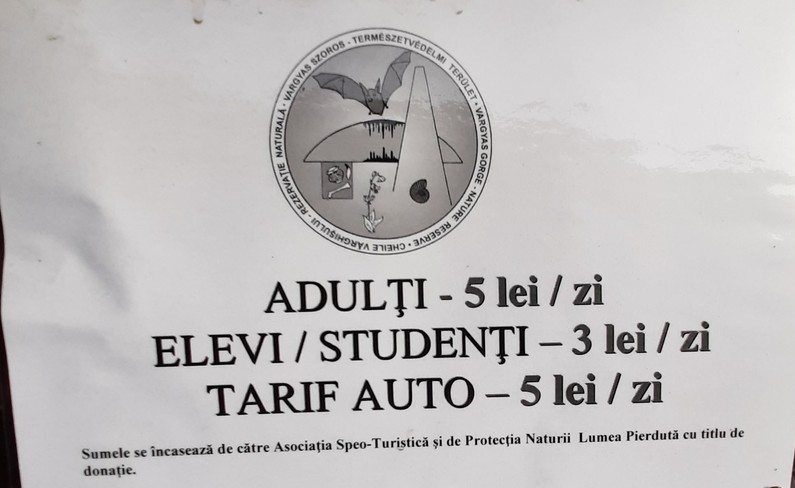 CHEILE VÂRGHIȘULUI - REZERVAȚIE NATURALĂ - VARGYAS SZOROS - TERMÉSZETVÉDELMI TERÜLET - VARGYAS GORGE - NATURE RESERVE -
ADULŢI - 5 lei / zi
ELEVI / STUDENŢI – 3 lei / zi
TARIF AUTO – 5 lei / zi
Sumele se încasează de către Asociaţia Speo-Turistică şi de Protecţia Naturii Lumea Pierdută cu titlu de
donaţie.